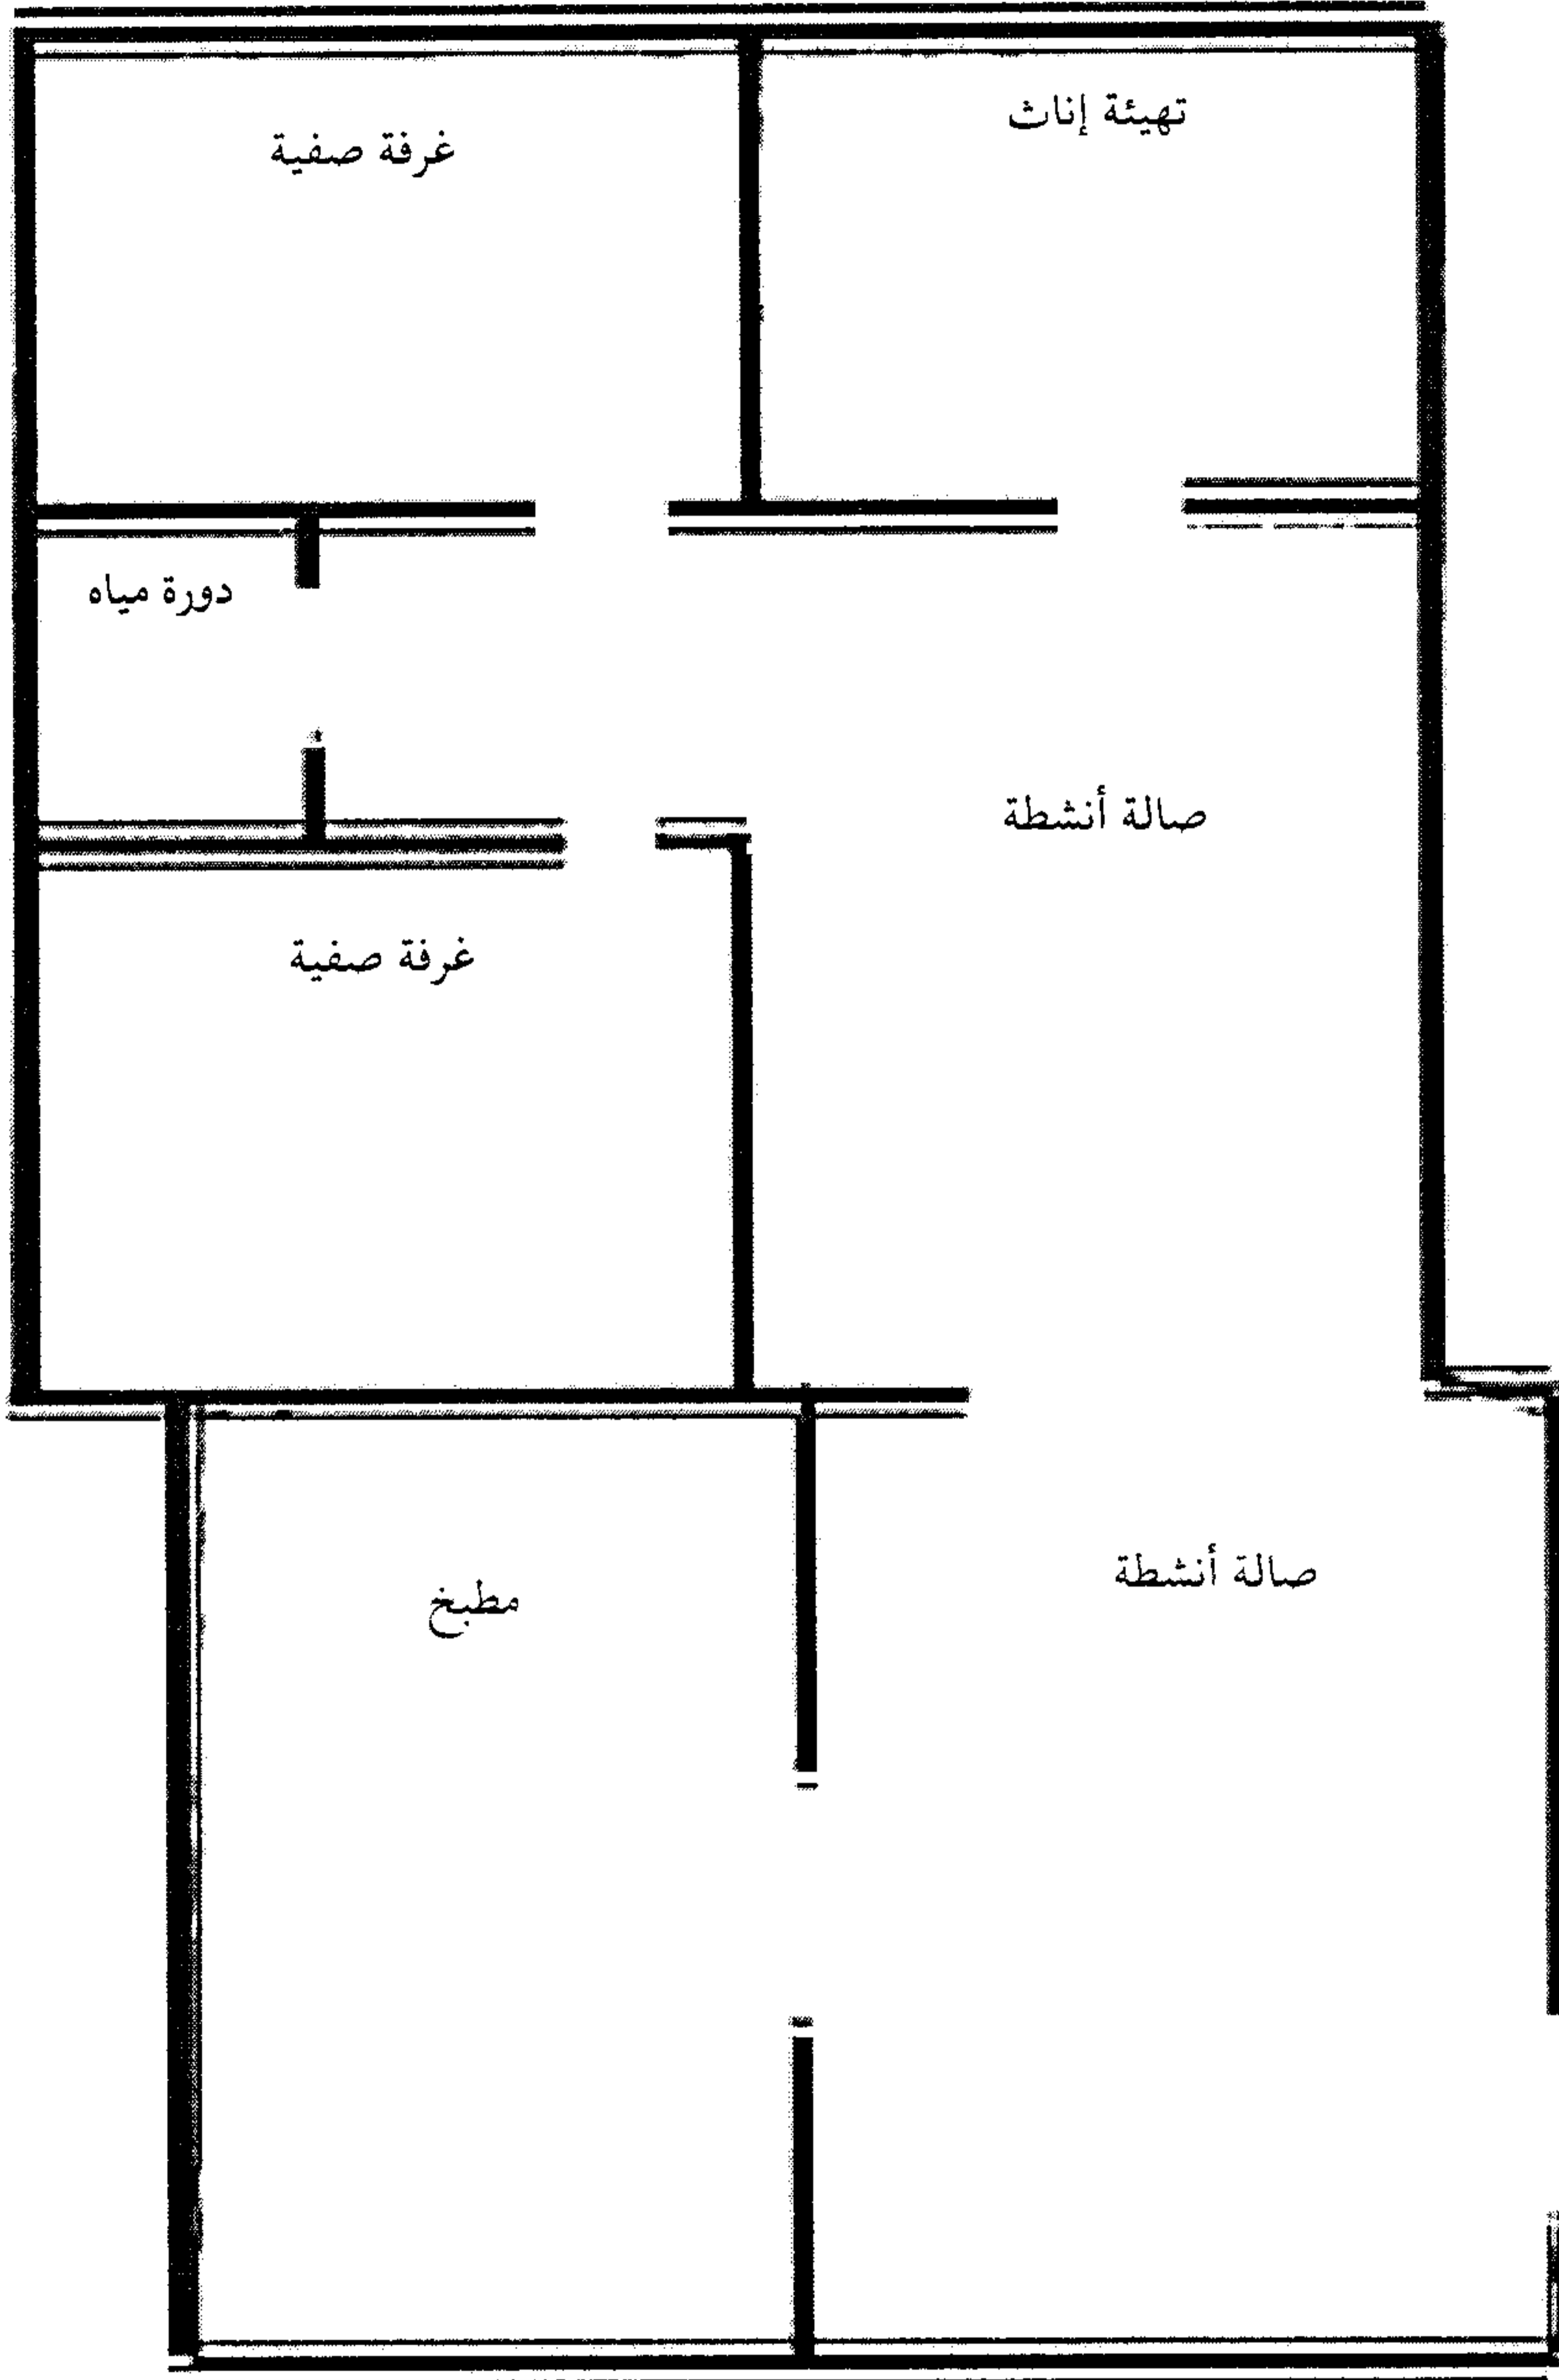 تهيئة إناث
غرفة صفية
دورة مياه
صالة أنشطة
غرفة صفية
صالة أنشطة
مطبخ